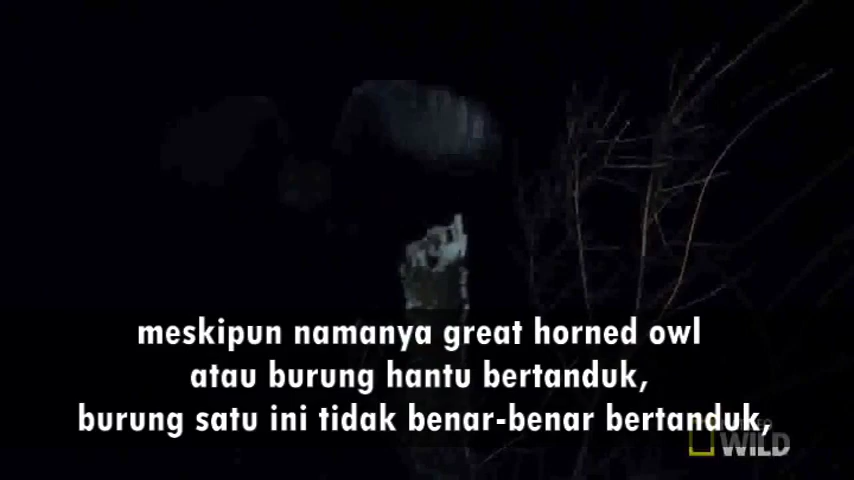 meskipun namanya great horned owl
atau burung hantu bertanduk,
burung satu ini tidak benar-benar bertanduk,
WILD